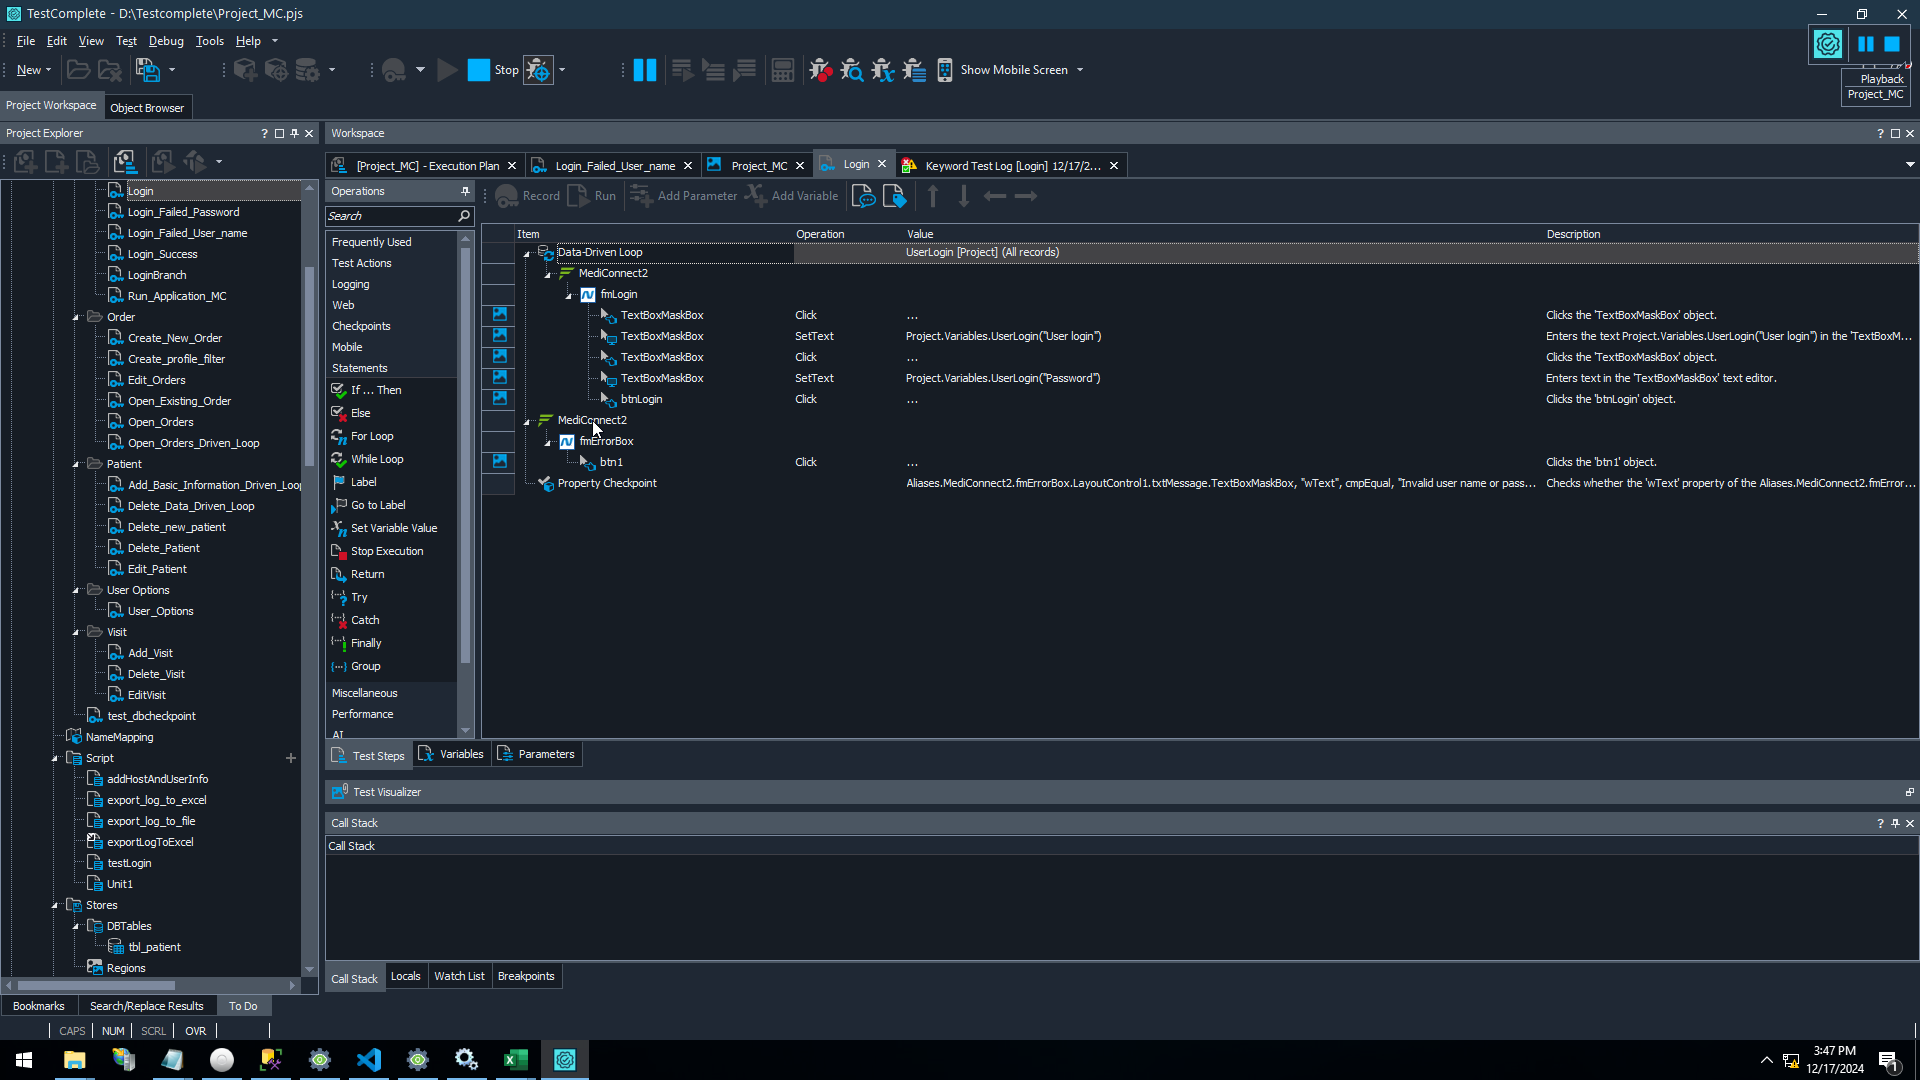 TestComplete - D:\Testcomplete\Project_MC.pjs
File Edit View Test Debug Tools Help
New Stop Show Mobile Screen
Playback
Project_MC
Project Workspace Object Browser
Project Explorer
Workspace
[Project_MC] - Execution Plan Login_Failed_User_name Project_MC Login Keyword Test Log [Login] 12/17/2...
Login
Login_Failed_Password
Login_Failed_User_name
Login_Success
LoginBranch
Run_Application_MC
Order
Create_New_Order
Create_profile_filter
Edit_Orders
Open_Existing_Order
Open_Orders
Open_Orders_Driven_Loop
Patient
Add_Basic_Information_Driven_Loop
Delete_Data_Driven_Loop
Delete_new_patient
Delete_Patient
Edit_Patient
User Options
User_Options
Visit
Add_Visit
Delete_Visit
EditVisit
test_dbcheckpoint
NameMapping
Script
addHostAndUserInfo
export_log_to_excel
export_log_to_file
exportLogToExcel
testLogin
Unit1
Stores
DBTables
tbl_patient
Regions
Operations
Search
Frequently Used
Test Actions
Logging
Web
Checkpoints
Mobile
Statements
If ... Then
Else
For Loop
While Loop
Label
Go to Label
Set Variable Value
Stop Execution
Return
Try
Catch
Finally
Group
Miscellaneous
Performance
AI
Record Run Add Parameter Add Variable
Item Operation Value Description
Data-Driven Loop UserLogin [Project] (All records)
MediConnect2
fmLogin
TextBoxMaskBox Click ... Clicks the 'TextBoxMaskBox' object.
TextBoxMaskBox SetText Project.Variables.UserLogin("User login") Enters the text Project.Variables.UserLogin("User login") in the 'TextBoxM...
TextBoxMaskBox Click ... Clicks the 'TextBoxMaskBox' object.
TextBoxMaskBox SetText Project.Variables.UserLogin("Password") Enters text in the 'TextBoxMaskBox' text editor.
btnLogin Click ... Clicks the 'btnLogin' object.
MediConnect2
fmErrorBox
btn1 Click ... Clicks the 'btn1' object.
Property Checkpoint Aliases.MediConnect2.fmErrorBox.LayoutControl1.txtMessage.TextBoxMaskBox, "wText", cmpEqual, "Invalid user name or pass... Checks whether the 'wText' property of the Aliases.MediConnect2.fmError...
Test Steps Variables Parameters
Test Visualizer
Call Stack
Call Stack
Call Stack Locals Watch List Breakpoints
Bookmarks Search/Replace Results To Do
CAPS NUM SCRL OVR
3:47 PM
12/17/2024
1